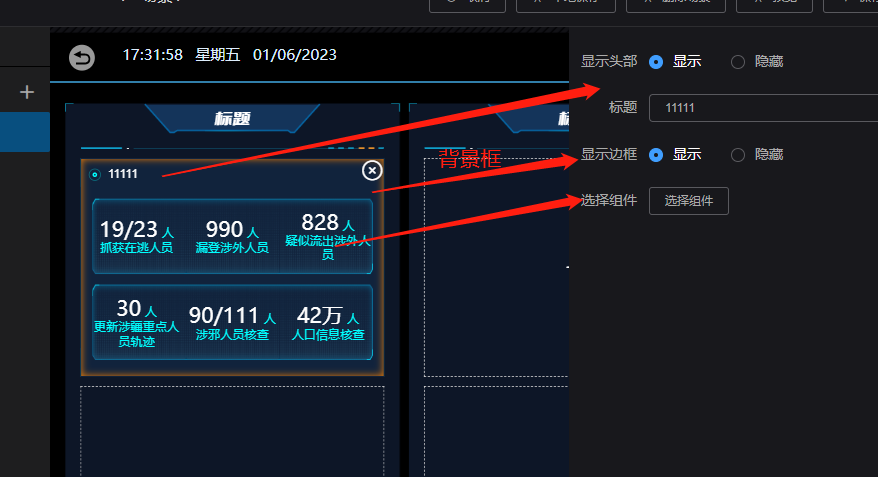 17:31:58 星期五 01/06/2023
显示头部 显示 隐藏
标题
标题 11111
背景框
显示边框 显示 隐藏
11111
选择组件 选择组件
19/23 人
抓获在逃人员
990 人
漏登涉外人员
828 人
疑似流出涉外人
员
30 人
更新涉疆重点人
员轨迹
90/111 人
涉邪人员核查
42万 人
人口信息核查